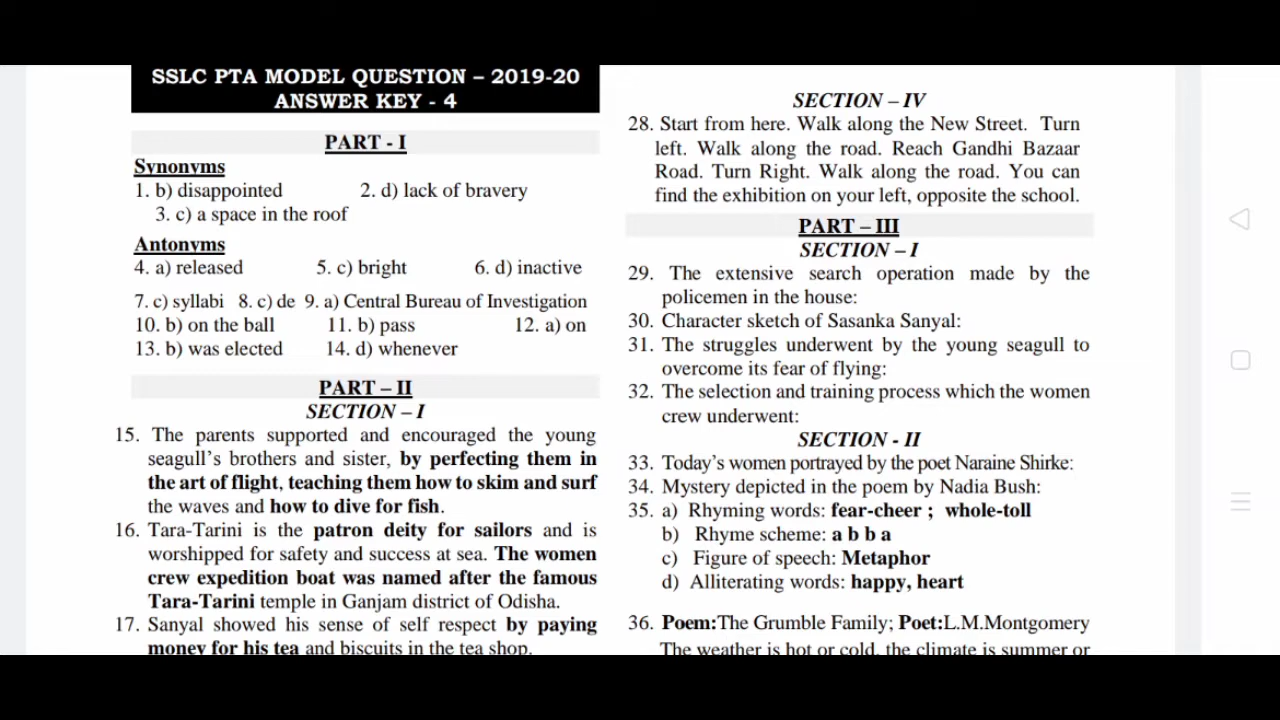 SSLC PTA MODEL QUESTION – 2019-20
ANSWER KEY - 4
PART - I
Synonyms
1. b) disappointed 2. d) lack of bravery
3. c) a space in the roof
Antonyms
4. a) released 5. c) bright 6. d) inactive
7. c) syllabi 8. c) de 9. a) Central Bureau of Investigation
10. b) on the ball 11. b) pass 12. a) on
13. b) was elected 14. d) whenever
PART – II
SECTION – I
15. The parents supported and encouraged the young
seagull’s brothers and sister, by perfecting them in
the art of flight, teaching them how to skim and surf
the waves and how to dive for fish.
16. Tara-Tarini is the patron deity for sailors and is
worshipped for safety and success at sea. The women
crew expedition boat was named after the famous
Tara-Tarini temple in Ganjam district of Odisha.
17. Sanyal showed his sense of self respect by paying
money for his tea and biscuits in the tea shop.
SECTION – IV
28. Start from here. Walk along the New Street. Turn
left. Walk along the road. Reach Gandhi Bazaar
Road. Turn Right. Walk along the road. You can
find the exhibition on your left, opposite the school.
PART – III
SECTION – I
29. The extensive search operation made by the
policemen in the house:
30. Character sketch of Sasanka Sanyal:
31. The struggles underwent by the young seagull to
overcome its fear of flying:
32. The selection and training process which the women
crew underwent:
SECTION - II
33. Today’s women portrayed by the poet Naraine Shirke:
34. Mystery depicted in the poem by Nadia Bush:
35. a) Rhyming words: fear-cheer ; whole-toll
b) Rhyme scheme: a b b a
c) Figure of speech: Metaphor
d) Alliterating words: happy, heart
36. Poem:The Grumble Family; Poet:L.M.Montgomery
The weather is hot or cold, the climate is summer or